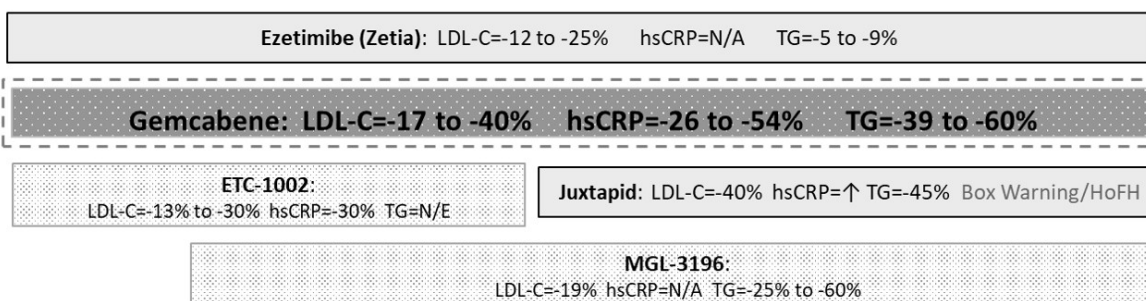 Ezetimibe (Zetia): LDL-C=-12 to -25% hsCRP=N/A TG=-5 to -9%
Gemcabene: LDL-C=-17 to -40% hsCRP=-26 to -54% TG=-39 to -60%
ETC-1002:
LDL-C=-13% to -30% hsCRP=-30% TG=N/E
Juxtapid: LDL-C=-40% hsCRP=↑ TG=-45% Box Warning/HoFH
MGL-3196:
LDL-C=-19% hsCRP=N/A TG=-25% to -60%